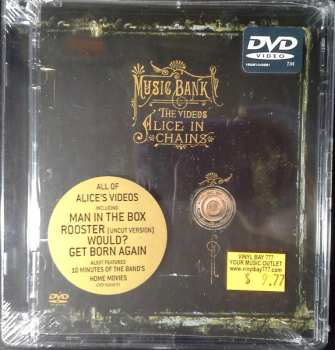 DVD
VIDEO
MUSIC BANK
THE VIDEOS
ALICE IN
CHAINS
ALL OF
ALICE'S VIDEOS
INCLUDING
MAN IN THE BOX
ROOSTER [UNCUT VERSION]
WOULD?
GET BORN AGAIN
ALSO FEATURES
10 MINUTES OF THE BAND'S
HOME MOVIES
DVD
VINYL BAY 777
YOUR MUSIC OUTLET
www.vinylbay777.com
$ 9.77